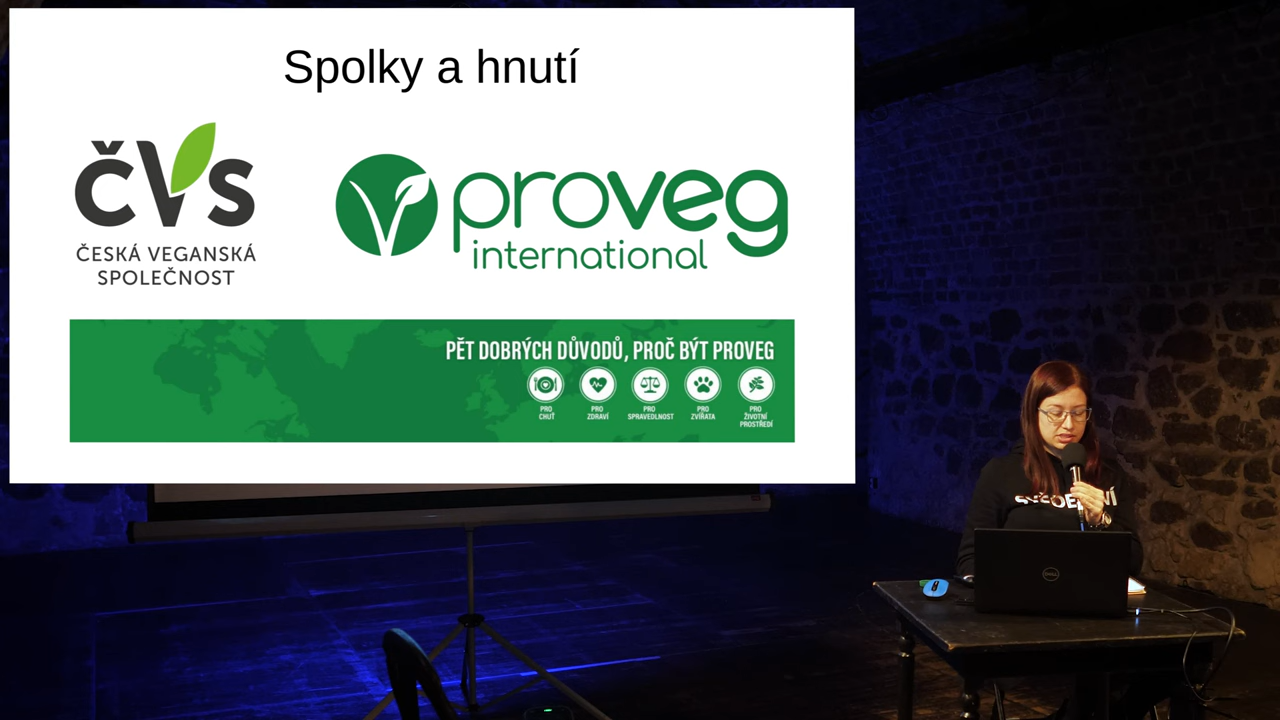 Spolky a hnutí
ČVS
ČESKÁ VEGANSKÁ
SPOLEČNOST
proveg
international
PĚT DOBRÝCH DŮVODŮ, PROČ BÝT PROVEG
PRO
CHUŤ
PRO
ZDRAVÍ
PRO
SPRAVEDLNOST
PRO
ZVÍŘATA
PRO
ŽIVOTNÍ
PROSTŘEDÍ
DELL